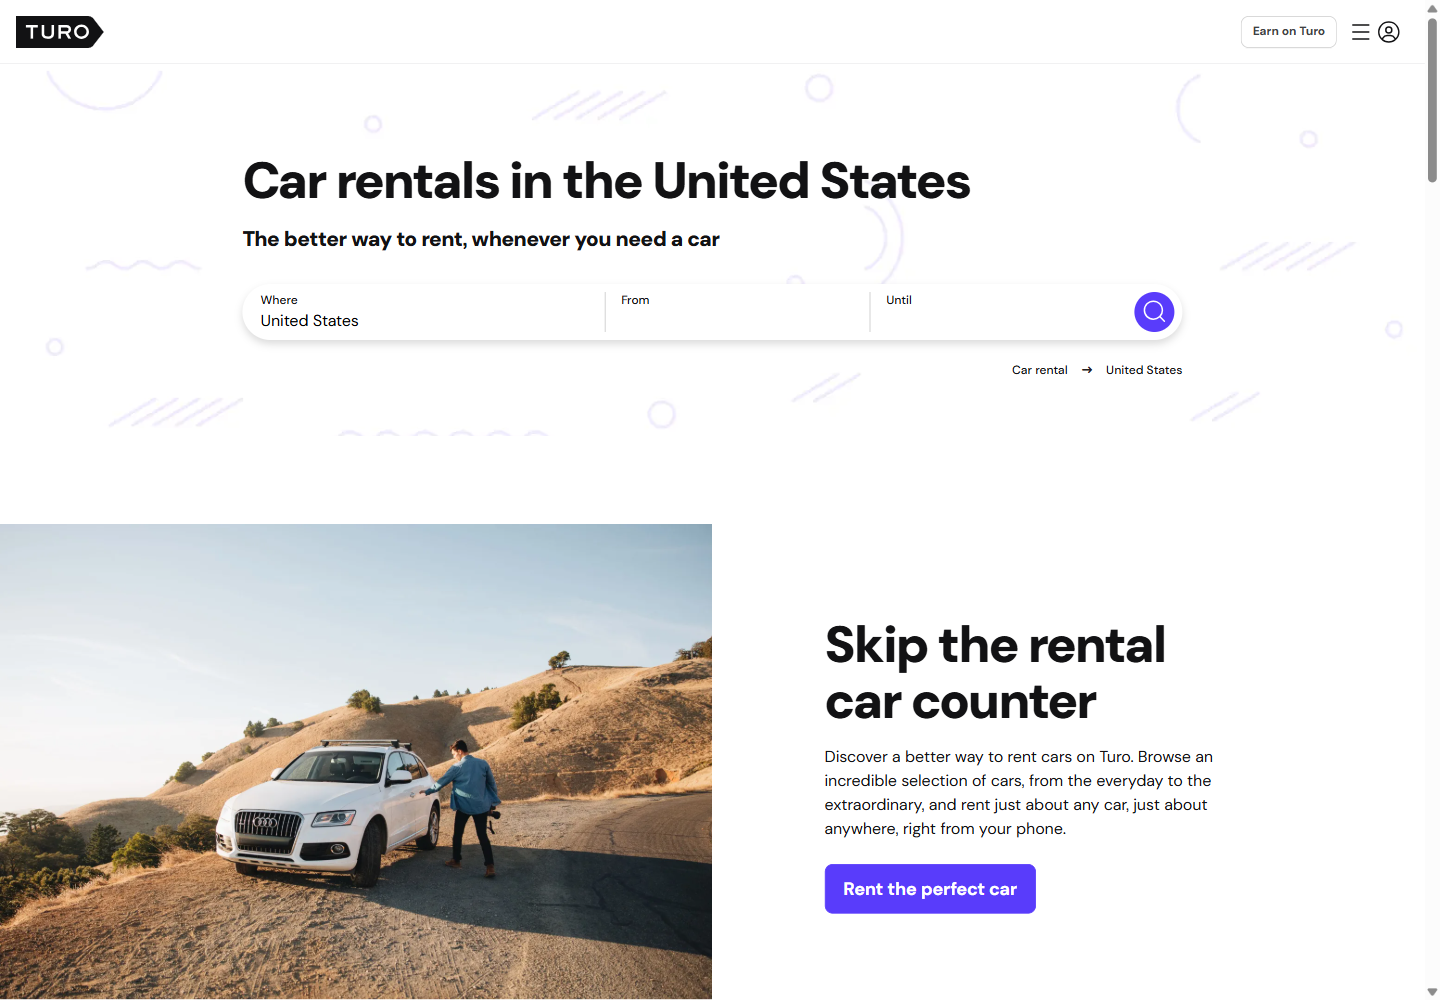 TURO
Earn on Turo
Car rentals in the United States
The better way to rent, whenever you need a car
Where
United States
From
Until
Car rental → United States
Skip the rental
car counter
Discover a better way to rent cars on Turo. Browse an
incredible selection of cars, from the everyday to the
extraordinary, and rent just about any car, just about
anywhere, right from your phone.
Rent the perfect car